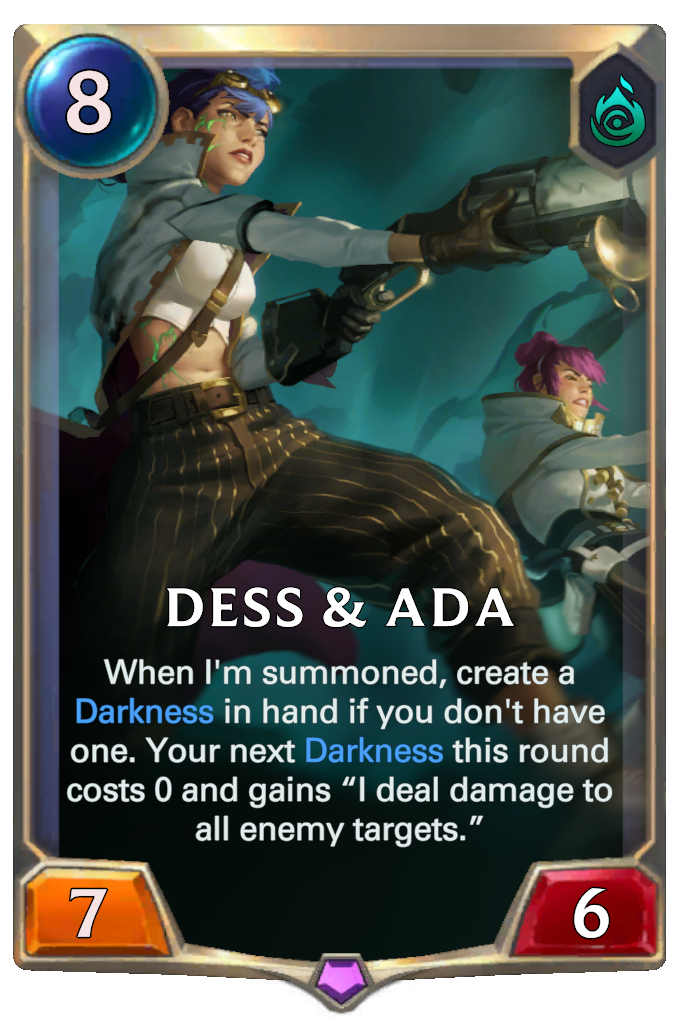 8
DESS & ADA
When I'm summoned, create a
Darkness in hand if you don't have
one. Your next Darkness this round
costs 0 and gains “I deal damage to
all enemy targets.”
7
6